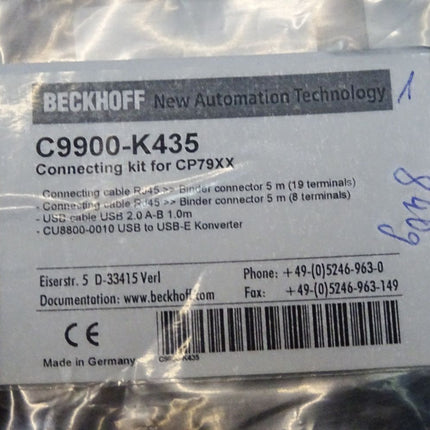 BECKHOFF New Automation Technology
1
C9900-K435
Connecting kit for CP79XX
- Connecting cable RJ45 >> Binder connector 5 m (19 terminals)
- Connecting cable RJ45 >> Binder connector 5 m (8 terminals)
- USB cable USB 2.0 A-B 1.0m
- CU8800-0010 USB to USB-E Konverter
840g
Eiserstr. 5 D-33415 Verl
Phone: +49-(0)5246-963-0
Documentation: www.beckhoff.com
Fax: +49-(0)5246-963-149
CE
Made in Germany
C9900-K435